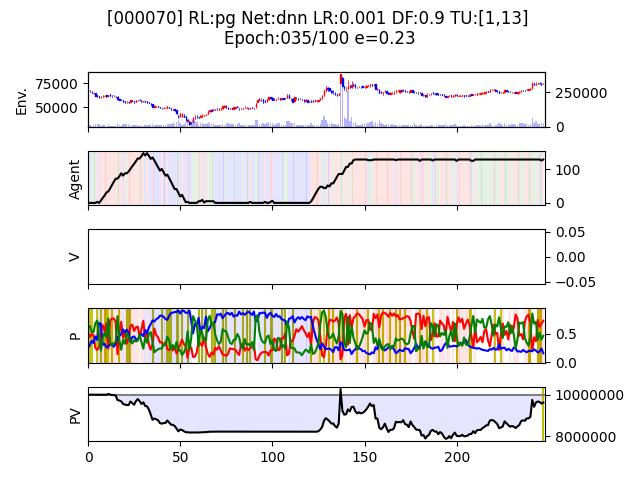 [000070] RL:pg Net:dnn LR:0.001 DF:0.9 TU:[1,13]
Epoch:035/100 e=0.23
Env.
75000
50000
250000
0
Agent
100
0
V
0.05
0.00
−0.05
P
0.5
0.0
PV
10000000
8000000
0 50 100 150 200